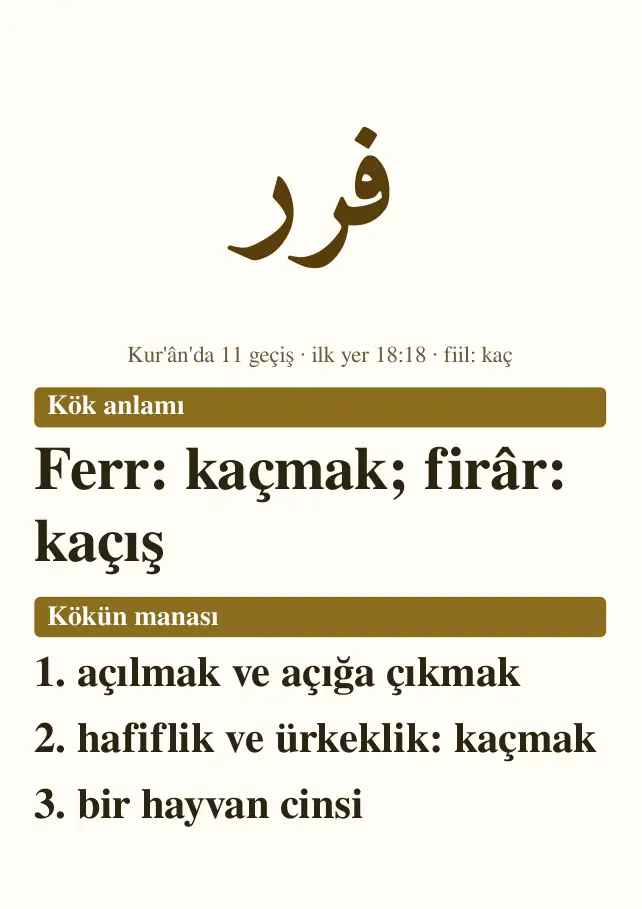 فرر
Kur'ân'da 11 geçiş · ilk yer 18:18 · fiil: kaç
Kök anlamı
Ferr: kaçmak; firâr:
kaçış
Kökün manası
1. açılmak ve açığa çıkmak
2. hafiflik ve ürkeklik: kaçmak
3. bir hayvan cinsi